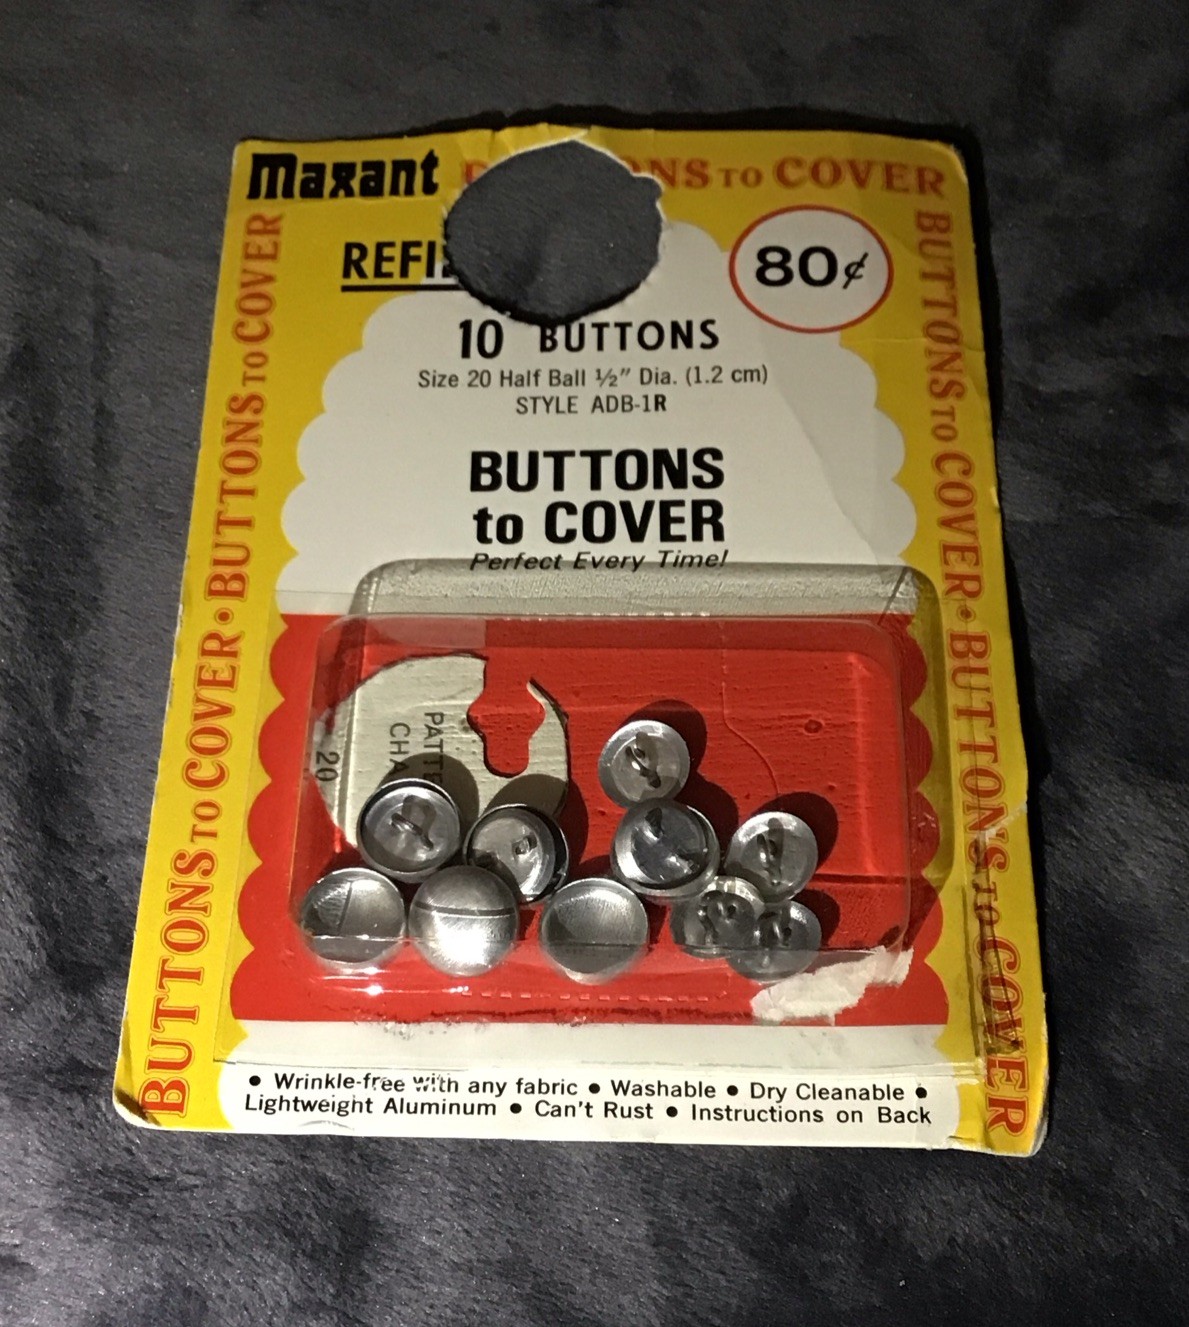 Maxant
NS TO COVER
REFI
80¢
10 BUTTONS
Size 20 Half Ball ½″ Dia. (1.2 cm)
STYLE ADB-1R
BUTTONS
to COVER
Perfect Every Time!
BUTTONS TO COVER • BUTTONS TO COVER
BUTTONS TO COVER • BUTTONS TO COVER
CHA
20
• Wrinkle-free with any fabric • Washable • Dry Cleanable •
Lightweight Aluminum • Can't Rust • Instructions on Back